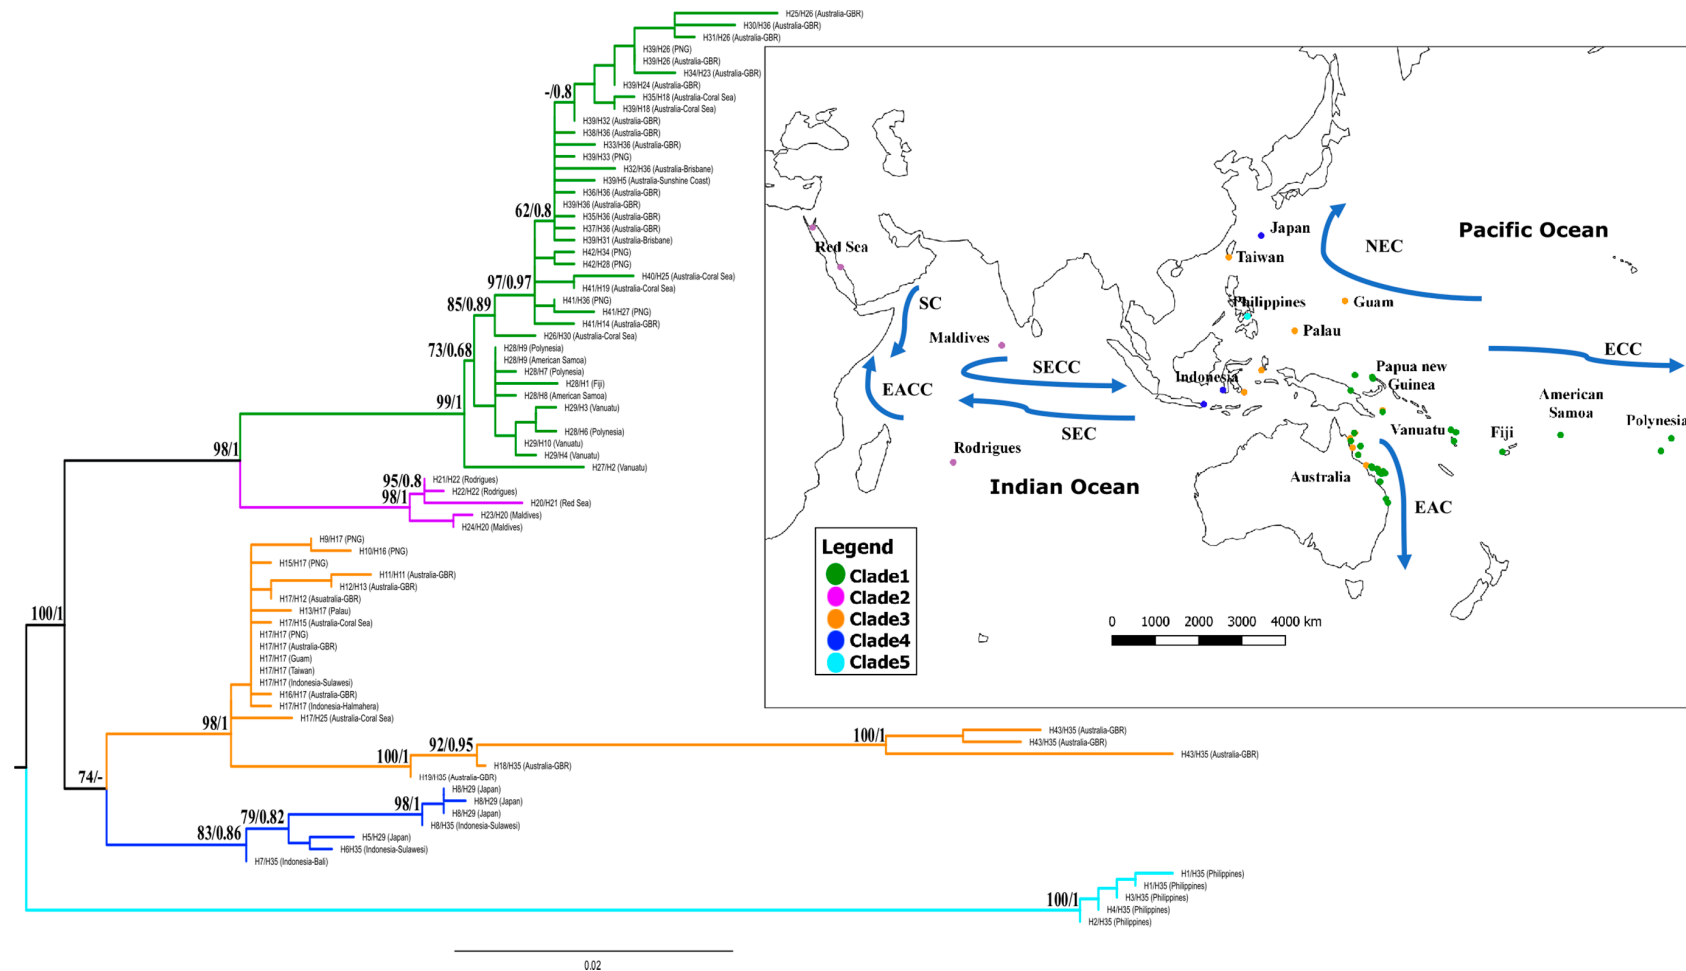 H25/H26 (Australia-GBR)
H30/H36 (Australia-GBR)
H31/H26 (Australia-GBR)
H39/H26 (PNG)
H39/H26 (Australia-GBR)
H34/H23 (Australia-GBR)
H39/H24 (Australia-GBR)
-/0.8
H35/H18 (Australia-Coral Sea)
H39/H18 (Australia-Coral Sea)
H39/H32 (Australia-GBR)
H38/H36 (Australia-GBR)
H33/H36 (Australia-GBR)
H39/H33 (PNG)
H32/H36 (Australia-Brisbane)
H39/H5 (Australia-Sunshine Coast)
H36/H36 (Australia-GBR)
H39/H36 (Australia-GBR)
62/0.8
H35/H36 (Australia-GBR)
H37/H36 (Australia-GBR)
H39/H31 (Australia-Brisbane)
H42/H34 (PNG)
H42/H28 (PNG)
97/0.97
H40/H25 (Australia-Coral Sea)
H41/H19 (Australia-Coral Sea)
85/0.89
H41/H36 (PNG)
H41/H27 (PNG)
H41/H14 (Australia-GBR)
H26/H30 (Australia-Coral Sea)
73/0.68
H28/H9 (Polynesia)
H28/H9 (American Samoa)
H28/H7 (Polynesia)
H28/H1 (Fiji)
H28/H8 (American Samoa)
99/1
H29/H3 (Vanuatu)
H28/H6 (Polynesia)
H29/H10 (Vanuatu)
H29/H4 (Vanuatu)
H27/H2 (Vanuatu)
98/1
95/0.8
H21/H22 (Rodrigues)
98/1
H22/H22 (Rodrigues)
H20/H21 (Red Sea)
H23/H20 (Maldives)
H24/H20 (Maldives)
H9/H17 (PNG)
H10/H16 (PNG)
H15/H17 (PNG)
H11/H11 (Australia-GBR)
H12/H13 (Australia-GBR)
H17/H12 (Asuatralia-GBR)
100/1
H13/H17 (Palau)
H17/H15 (Australia-Coral Sea)
H17/H17 (PNG)
H17/H17 (Australia-GBR)
H17/H17 (Guam)
H17/H17 (Taiwan)
H17/H17 (Indonesia-Sulawesi)
H16/H17 (Australia-GBR)
H17/H17 (Indonesia-Halmahera)
98/1
H17/H25 (Australia-Coral Sea)
100/1
H43/H35 (Australia-GBR)
H43/H35 (Australia-GBR)
H43/H35 (Australia-GBR)
92/0.95
100/1
H18/H35 (Australia-GBR)
H19/H35 (Australia-GBR)
74/-
H8/H29 (Japan)
98/1
H8/H29 (Japan)
H8/H29 (Japan)
H8/H35 (Indonesia-Sulawesi)
79/0.82
83/0.86
H5/H29 (Japan)
H6H35 (Indonesia-Sulawesi)
H7/H35 (Indonesia-Bali)
H1/H35 (Philippines)
H1/H35 (Philippines)
100/1
H3/H35 (Philippines)
H4/H35 (Philippines)
H2/H35 (Philippines)
0.02
Red Sea
Japan
NEC
Pacific Ocean
Taiwan
SC
Philippines
Guam
Maldives
Palau
ECC
SECC
EACC
Indonesia
Papua new
Guinea
American
Samoa
SEC
Vanuatu
Fiji
Polynesia
Rodrigues
Indian Ocean
Australia
EAC
Legend
Clade1
Clade2
Clade3
Clade4
Clade5
0 1000 2000 3000 4000 km